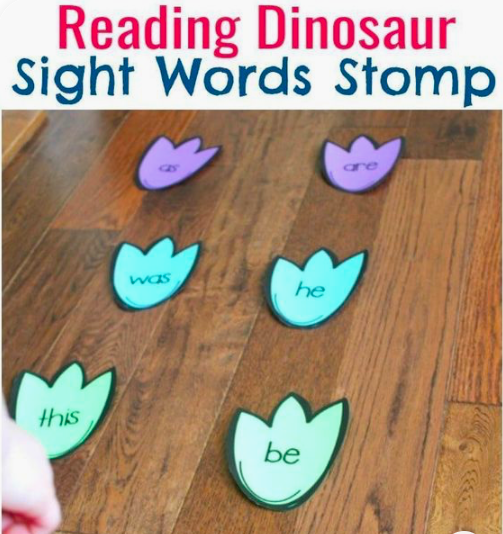 Reading Dinosaur
Sight Words Stomp
as
are
was
he
this
be